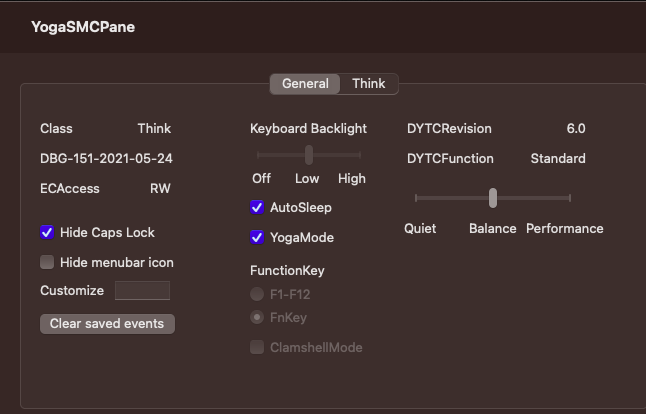 YogaSMCPane
General Think
Class Think
DBG-151-2021-05-24
ECAccess RW
Hide Caps Lock
Hide menubar icon
Customize
Clear saved events
Keyboard Backlight
Off Low High
AutoSleep
YogaMode
FunctionKey
F1-F12
FnKey
ClamshellMode
DYTCRevision 6.0
DYTCFunction Standard
Quiet Balance Performance